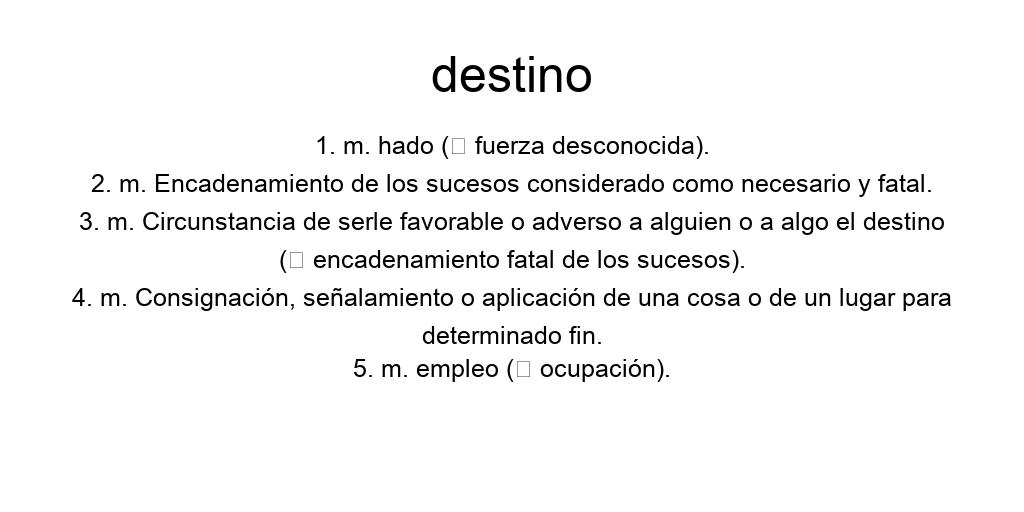 destino
1. m. hado (□ fuerza desconocida).
2. m. Encadenamiento de los sucesos considerado como necesario y fatal.
3. m. Circunstancia de serle favorable o adverso a alguien o a algo el destino
(□ encadenamiento fatal de los sucesos).
4. m. Consignación, señalamiento o aplicación de una cosa o de un lugar para
determinado fin.
5. m. empleo (□ ocupación).